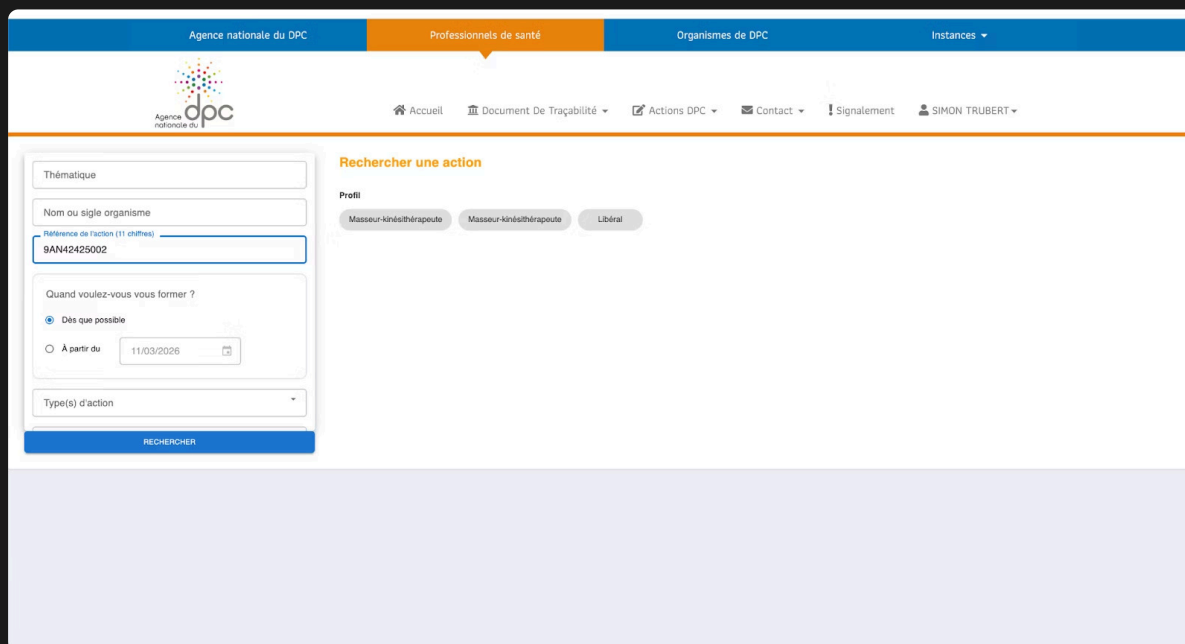 Agence nationale du DPC
Professionnels de santé
Organismes de DPC
Instances
Agence nationale du dpc
Accueil
Document De Traçabilité
Actions DPC
Contact
Signalement
SIMON TRUBERT
Thématique
Nom ou sigle organisme
Référence de l'action (11 chiffres)
9AN42425002
Quand voulez-vous vous former ?
Dès que possible
À partir du
11/03/2026
Type(s) d'action
RECHERCHER
Rechercher une action
Profil
Masseur-kinésithérapeute
Masseur-kinésithérapeute
Libéral